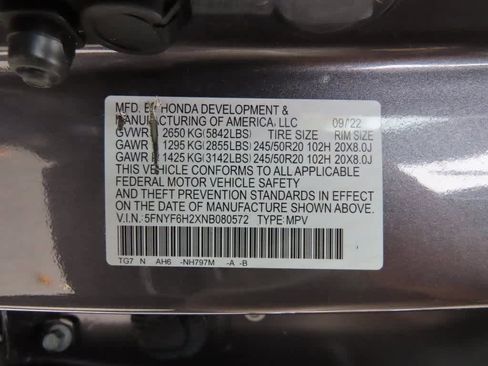 MFD. BY HONDA DEVELOPMENT &
MANUFACTURING OF AMERICA, LLC 09/22
GVWR 2650 KG (5842LBS) TIRE SIZE RIM SIZE
GAWR F 1295 KG (2855LBS) 245/50R20 102H 20X8.0J
GAWR R 1425 KG (3142LBS) 245/50R20 102H 20X8.0J
THIS VEHICLE CONFORMS TO ALL APPLICABLE
FEDERAL MOTOR VEHICLE SAFETY
AND THEFT PREVENTION STANDARDS IN EFFECT
ON THE DATE OF MANUFACTURE SHOWN ABOVE.
V.I.N. 5FNYF6H2XNB080572 TYPE: MPV
TG7 N AH6 -NH797M -A -B